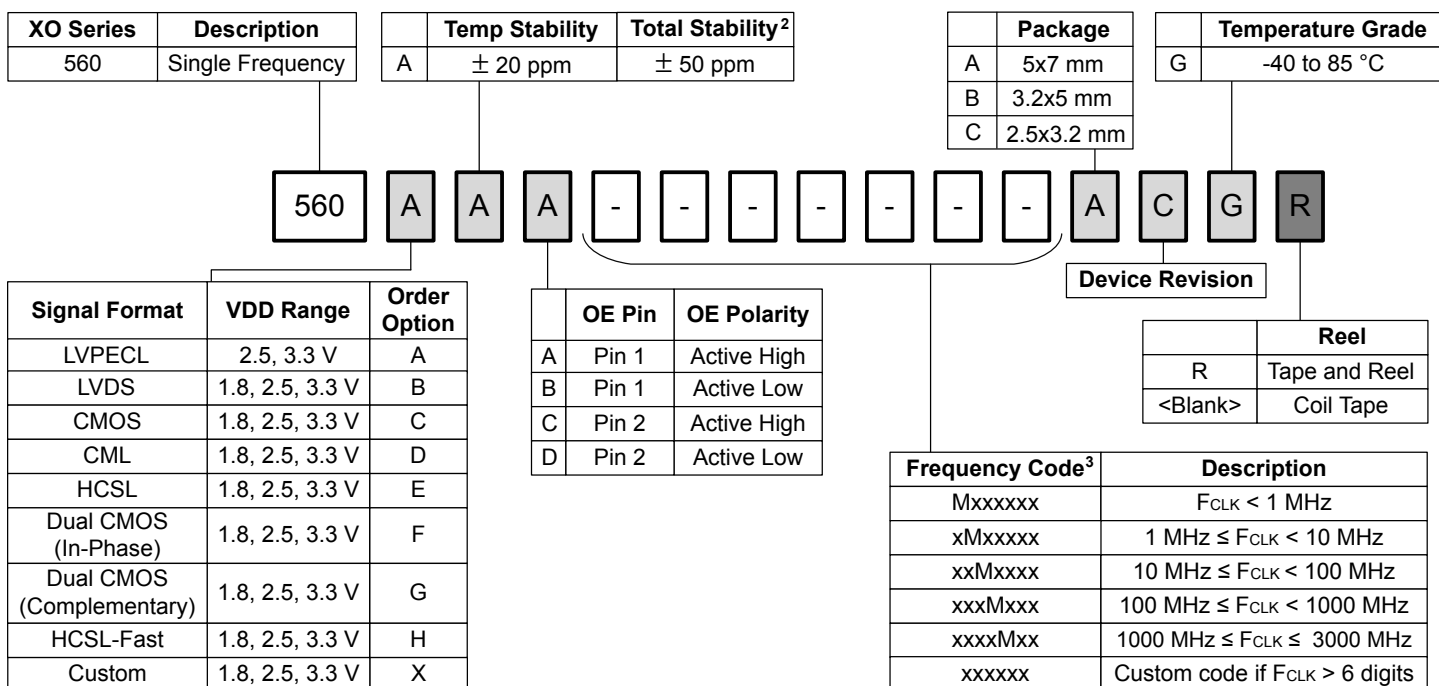 XO Series Description
560 Single Frequency
Temp Stability Total Stability²
A ± 20 ppm ± 50 ppm
Package
A 5x7 mm
B 3.2x5 mm
C 2.5x3.2 mm
Temperature Grade
G -40 to 85 °C
560 A A A - - - - - - - A C G R
Device Revision
Signal Format VDD Range Order Option
LVPECL 2.5, 3.3 V A
LVDS 1.8, 2.5, 3.3 V B
CMOS 1.8, 2.5, 3.3 V C
CML 1.8, 2.5, 3.3 V D
HCSL 1.8, 2.5, 3.3 V E
Dual CMOS (In-Phase) 1.8, 2.5, 3.3 V F
Dual CMOS (Complementary) 1.8, 2.5, 3.3 V G
HCSL-Fast 1.8, 2.5, 3.3 V H
Custom 1.8, 2.5, 3.3 V X
OE Pin OE Polarity
A Pin 1 Active High
B Pin 1 Active Low
C Pin 2 Active High
D Pin 2 Active Low
Reel
R Tape and Reel
<Blank> Coil Tape
Frequency Code³ Description
Mxxxxxx FCLK < 1 MHz
xMxxxxx 1 MHz ≤ FCLK < 10 MHz
xxMxxxx 10 MHz ≤ FCLK < 100 MHz
xxxMxxx 100 MHz ≤ FCLK < 1000 MHz
xxxxMxx 1000 MHz ≤ FCLK ≤ 3000 MHz
xxxxxx Custom code if FCLK > 6 digits